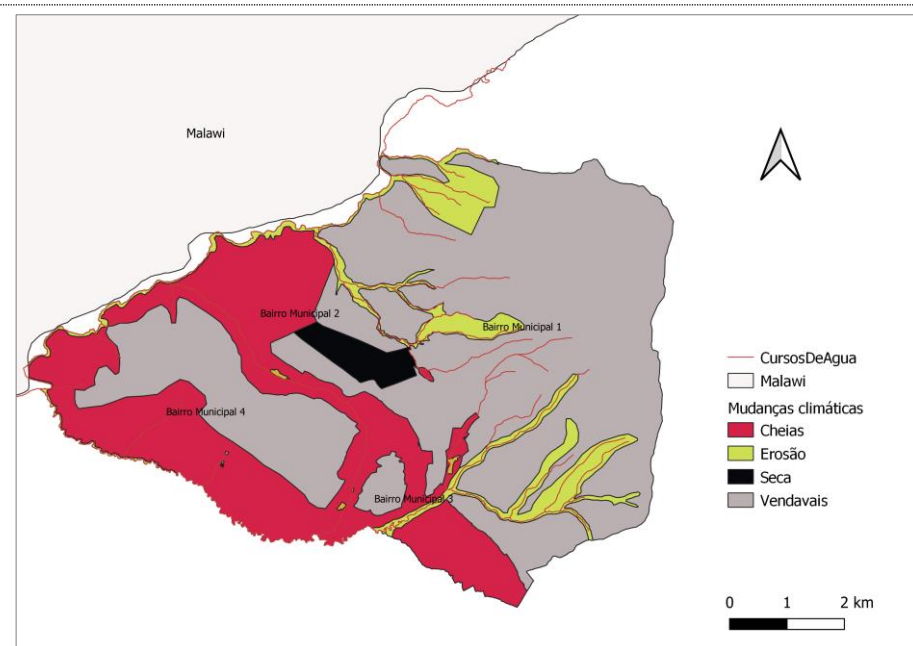 Malawi
Bairro Municipal 2
Bairro Municipal 1
Bairro Municipal 4
Bairro Municipal 3
CursosDeAgua
Malawi
Mudanças climáticas
Cheias
Erosão
Seca
Vendavais
0 1 2 km